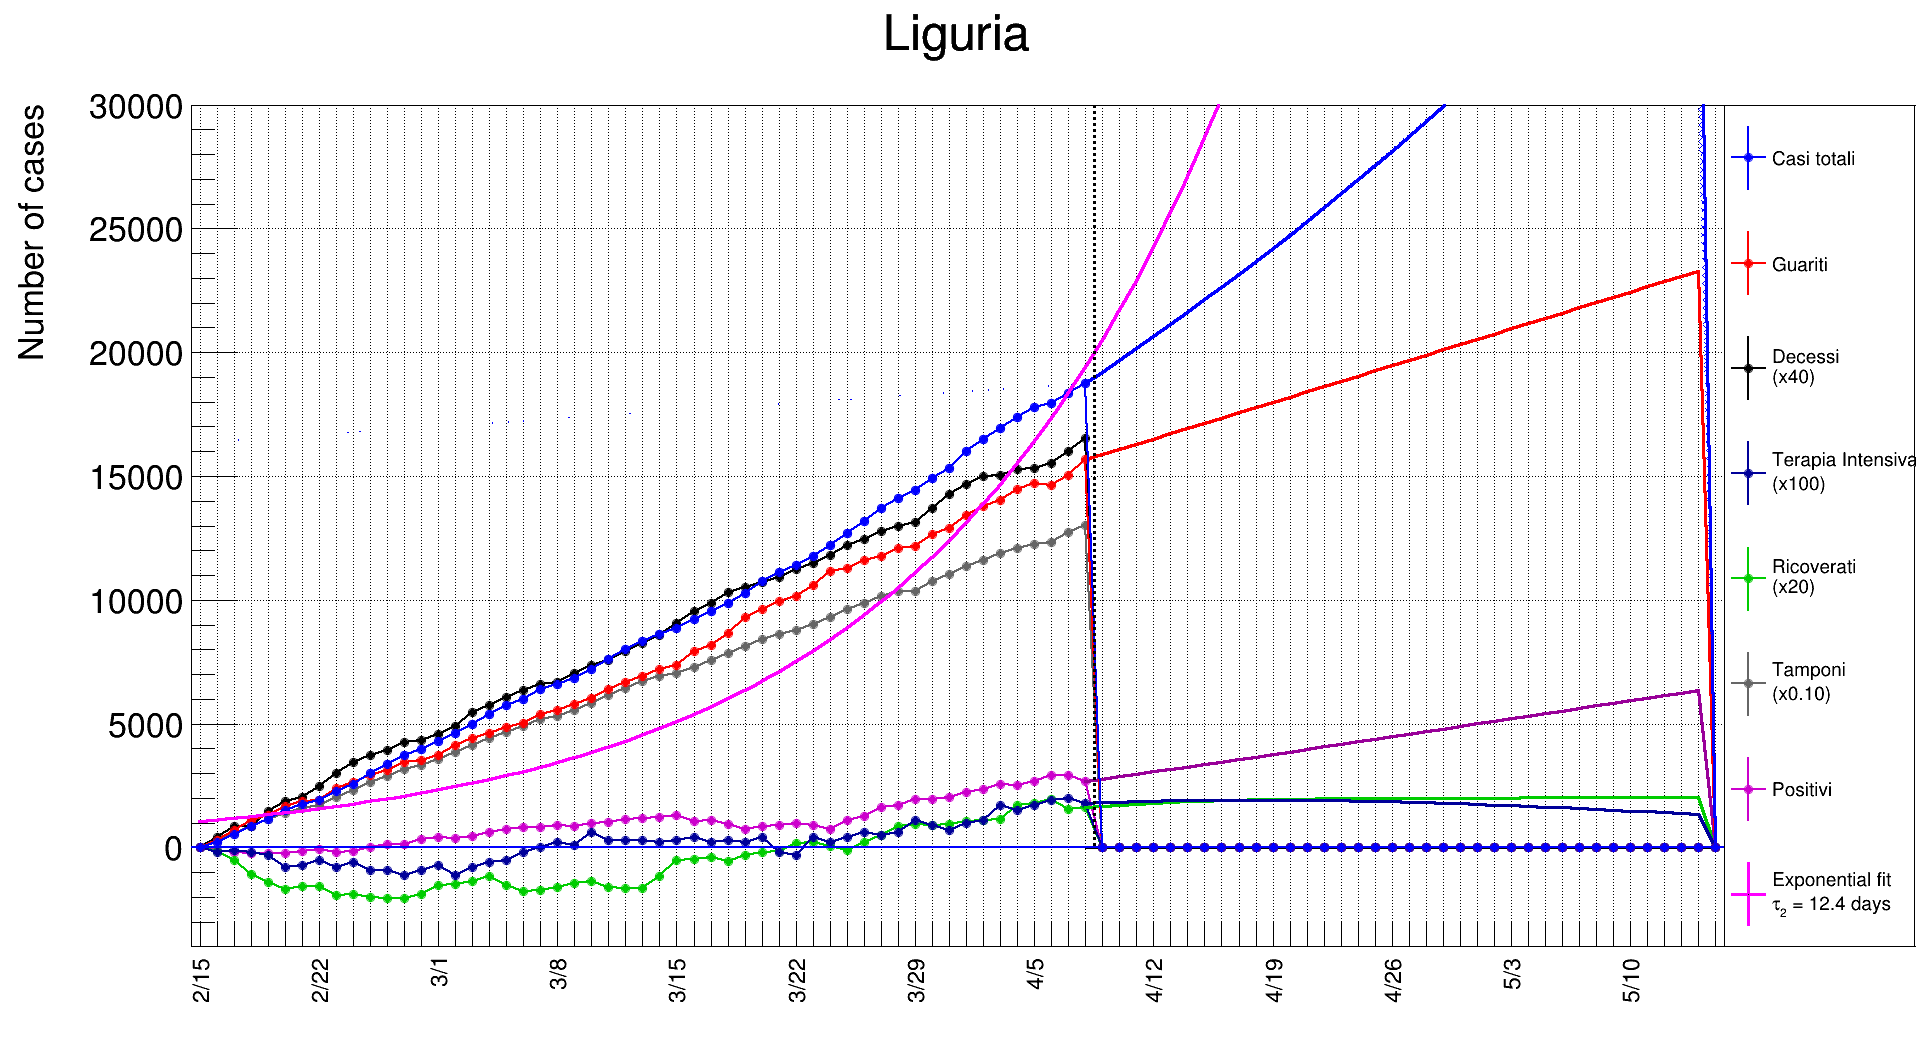 Liguria
Number of cases
30000
25000
20000
15000
10000
5000
0
2/15
2/22
3/1
3/8
3/15
3/22
3/29
4/5
4/12
4/19
4/26
5/3
5/10
Casi totali
Guariti
Decessi
(x40)
Terapia Intensiva
(x100)
Ricoverati
(x20)
Tamponi
(x0.10)
Positivi
Exponential fit
τ2 = 12.4 days